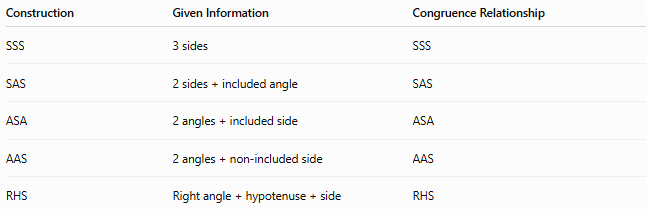 Construction Given Information Congruence Relationship
SSS 3 sides SSS
SAS 2 sides + included angle SAS
ASA 2 angles + included side ASA
AAS 2 angles + non-included side AAS
RHS Right angle + hypotenuse + side RHS